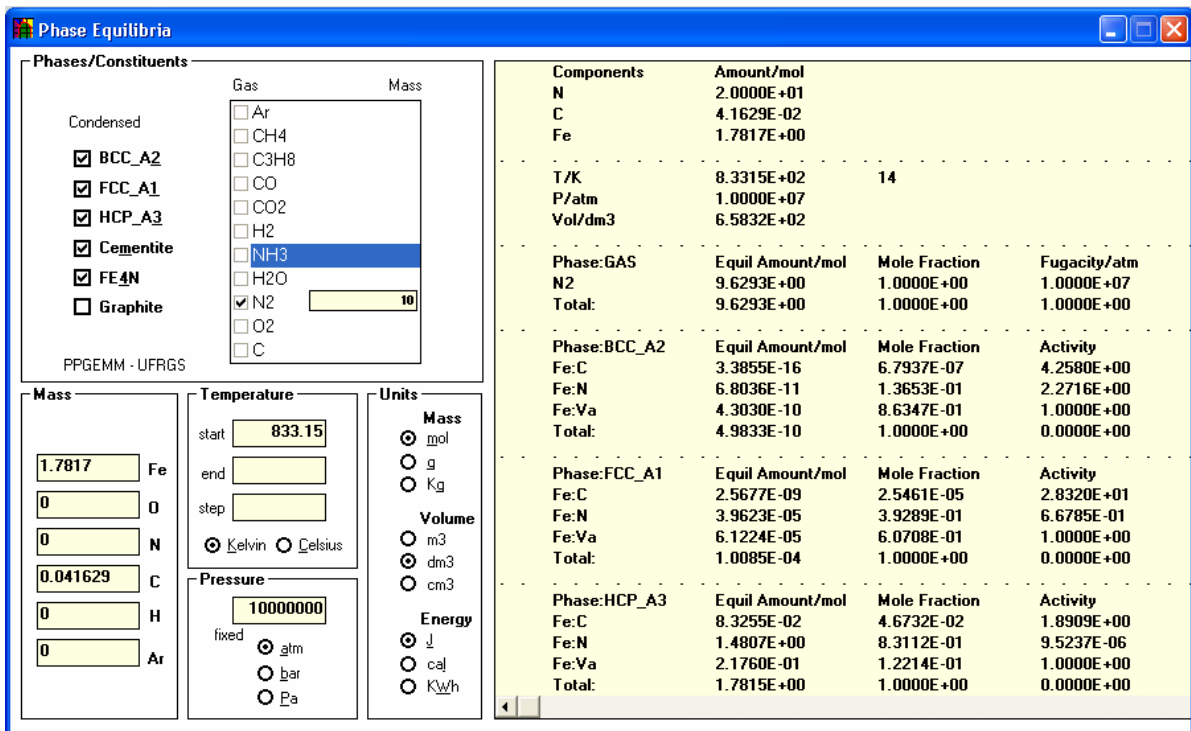 Phase Equilibria
Phases/Constituents
Gas Mass
Condensed
BCC_A2
FCC_A1
HCP_A3
Cementite
FE4N
Graphite
Ar
CH4
C3H8
CO
CO2
H2
NH3
H2O
N2 10
O2
C
PPGEMM - UFRGS
Mass
1.7817 Fe
0 O
0 N
0.041629 C
0 H
0 Ar
Temperature
start 833.15
end
step
Kelvin Celsius
Pressure
10000000
fixed
atm
bar
Pa
Units
Mass
mol
g
Kg
Volume
m3
dm3
cm3
Energy
J
cal
KWh
Components Amount/mol
N 2.0000E+01
C 4.1629E-02
Fe 1.7817E+00
T/K 8.3315E+02 14
P/atm 1.0000E+07
Vol/dm3 6.5832E+02
Phase:GAS Equil Amount/mol Mole Fraction Fugacity/atm
N2 9.6293E+00 1.0000E+00 1.0000E+07
Total: 9.6293E+00 1.0000E+00 1.0000E+00
Phase:BCC_A2 Equil Amount/mol Mole Fraction Activity
Fe:C 3.3855E-16 6.7937E-07 4.2580E+00
Fe:N 6.8036E-11 1.3653E-01 2.2716E+00
Fe:Va 4.3030E-10 8.6347E-01 1.0000E+00
Total: 4.9833E-10 1.0000E+00 0.0000E+00
Phase:FCC_A1 Equil Amount/mol Mole Fraction Activity
Fe:C 2.5677E-09 2.5461E-05 2.8320E+01
Fe:N 3.9623E-05 3.9289E-01 6.6785E-01
Fe:Va 6.1224E-05 6.0708E-01 1.0000E+00
Total: 1.0085E-04 1.0000E+00 0.0000E+00
Phase:HCP_A3 Equil Amount/mol Mole Fraction Activity
Fe:C 8.3255E-02 4.6732E-02 1.8909E+00
Fe:N 1.4807E+00 8.3112E-01 9.5237E-06
Fe:Va 2.1760E-01 1.2214E-01 1.0000E+00
Total: 1.7815E+00 1.0000E+00 0.0000E+00